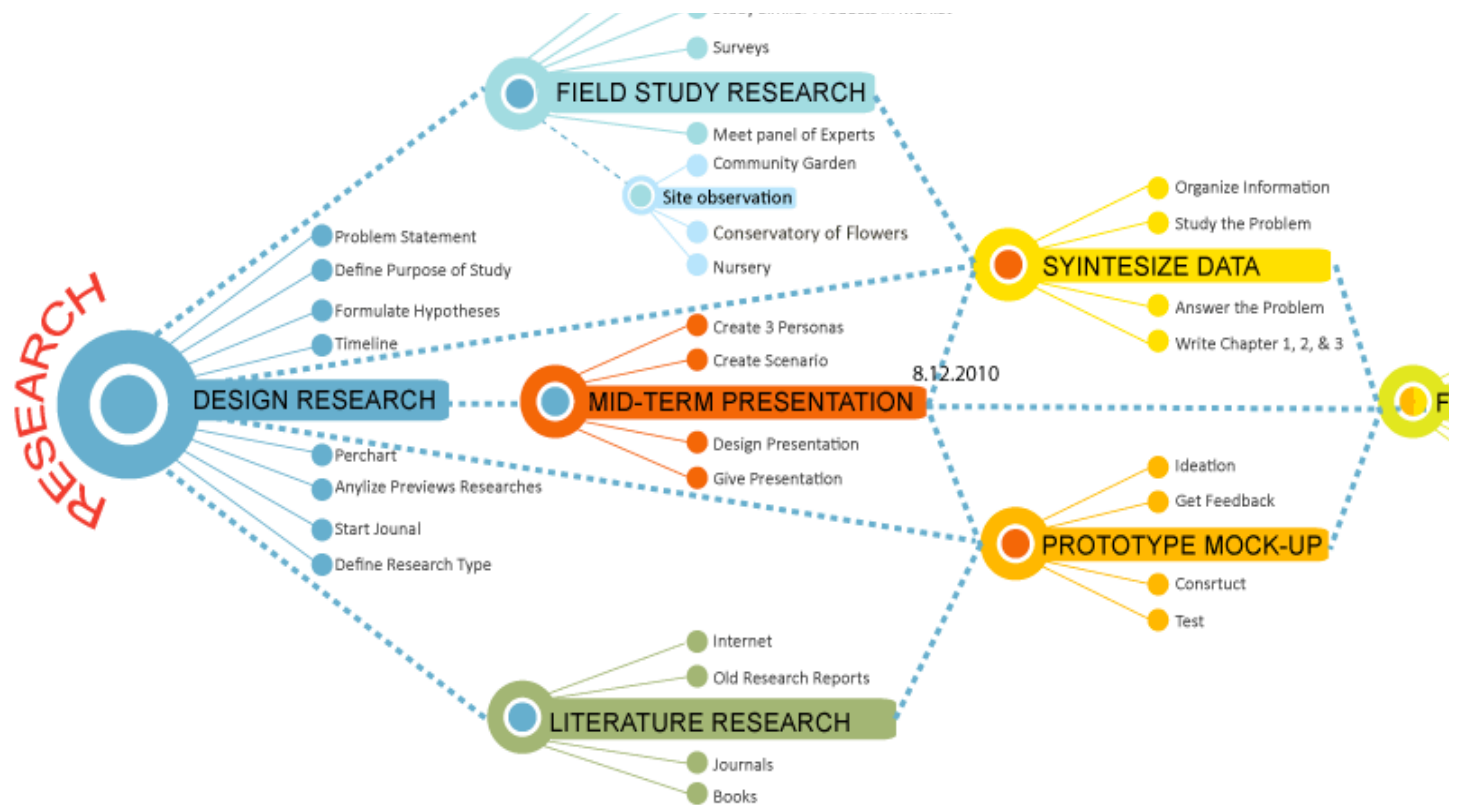 Surveys
FIELD STUDY RESEARCH
Meet panel of Experts
Community Garden
Site observation
Conservatory of Flowers
Nursery
RESEARCH
Problem Statement
Define Purpose of Study
Formulate Hypotheses
Timeline
DESIGN RESEARCH
Perchart
Anylize Previews Researches
Start Jounal
Define Research Type
Create 3 Personas
Create Scenario
8.12.2010
MID-TERM PRESENTATION
Design Presentation
Give Presentation
Internet
Old Research Reports
LITERATURE RESEARCH
Journals
Books
Organize Information
Study the Problem
SYINTESIZE DATA
Answer the Problem
Write Chapter 1, 2, & 3
Ideation
Get Feedback
PROTOTYPE MOCK-UP
Consrtuct
Test
F